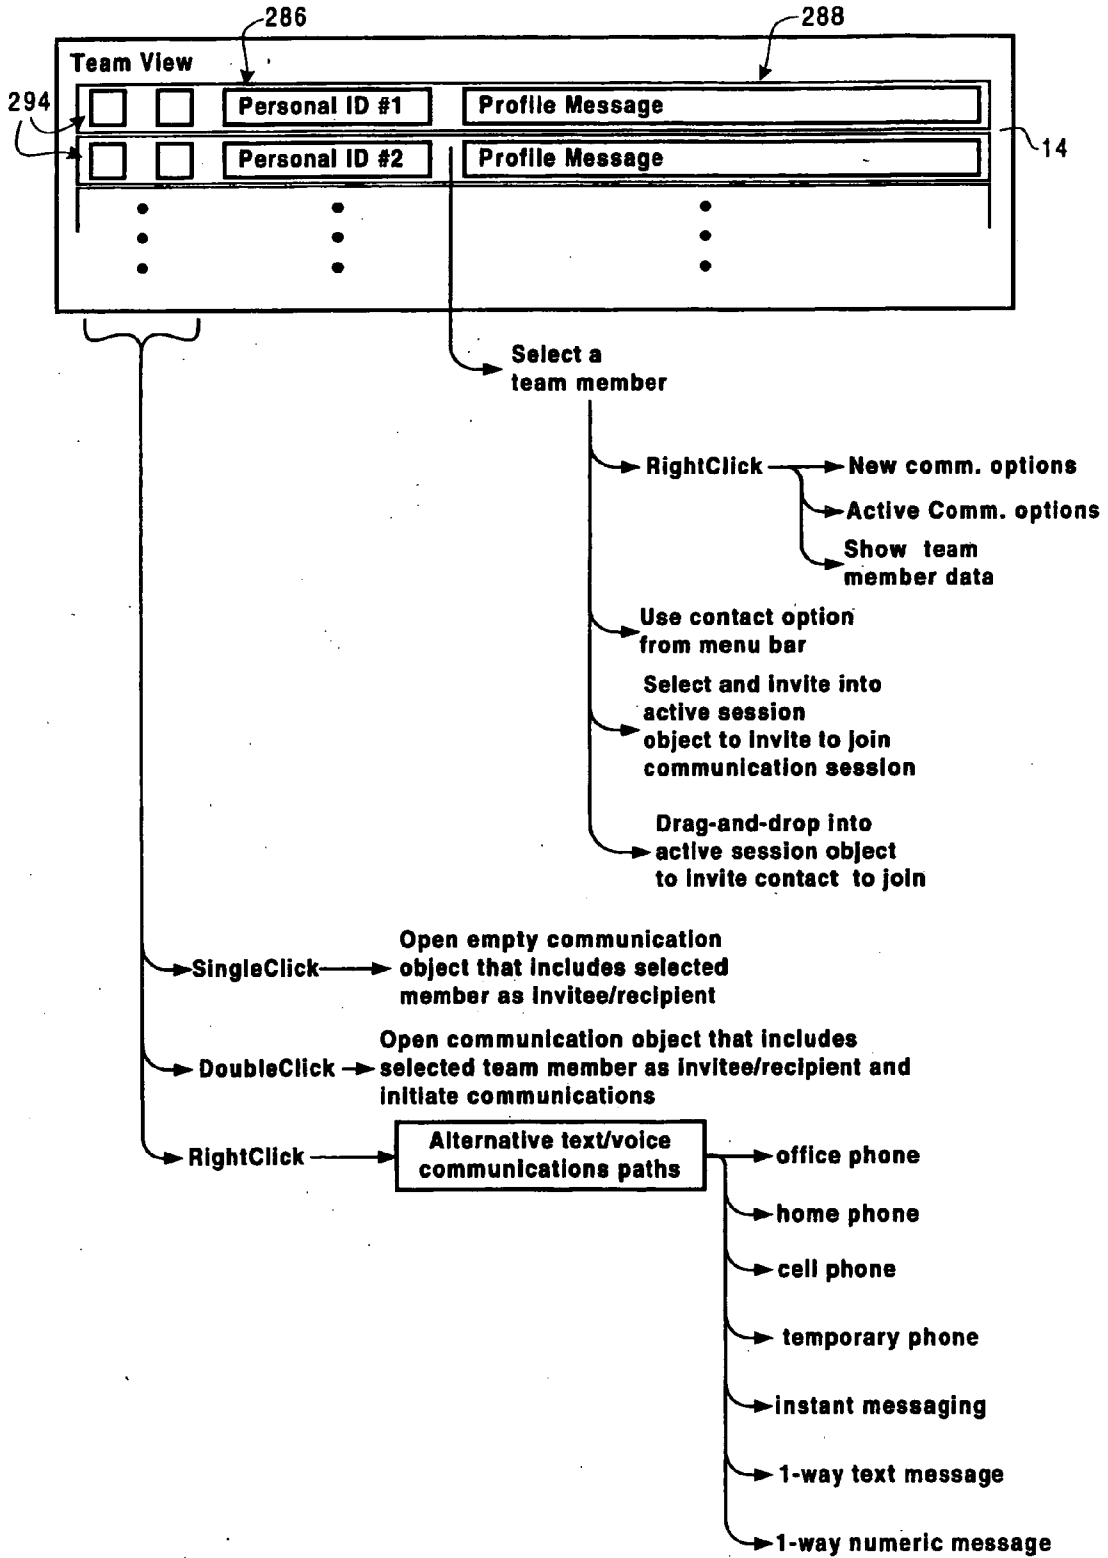 286
288
Team View
294
Personal ID #1
Profile Message
14
Personal ID #2
Profile Message
Select a
team member
RightClick
New comm. options
Active Comm. options
Show team
member data
Use contact option
from menu bar
Select and invite into
active session
object to invite to join
communication session
Drag-and-drop into
active session object
to invite contact to join
SingleClick
Open empty communication
object that includes selected
member as invitee/recipient
DoubleClick
Open communication object that includes
selected team member as invitee/recipient and
initiate communications
RightClick
Alternative text/voice
communications paths
office phone
home phone
cell phone
temporary phone
instant messaging
1-way text message
1-way numeric message